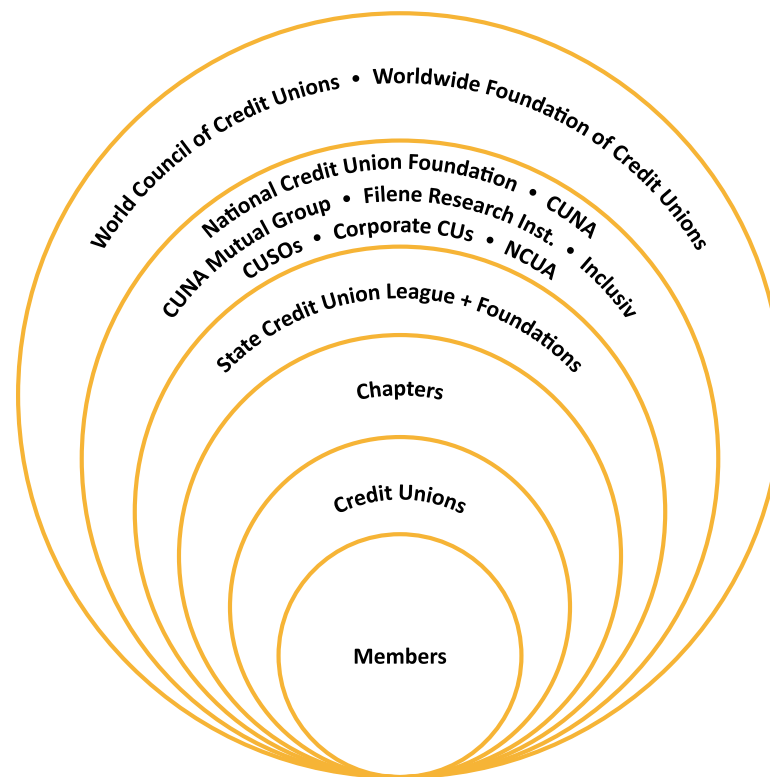 World Council of Credit Unions • Worldwide Foundation of Credit Unions
National Credit Union Foundation • CUNA
CUNA Mutual Group • Filene Research Inst. • Inclusiv
CUSOs • Corporate CUs • NCUA
State Credit Union League + Foundations
Chapters
Credit Unions
Members